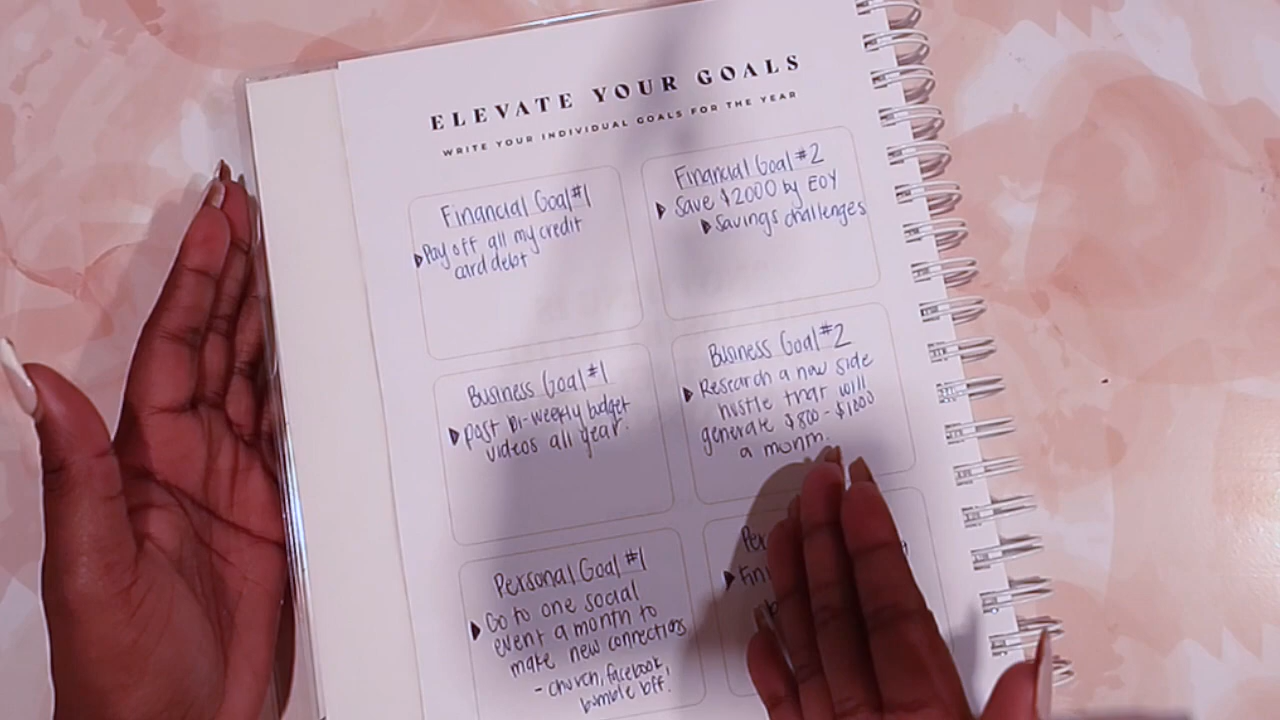 ELEVATE YOUR GOALS
WRITE YOUR INDIVIDUAL GOALS FOR THE YEAR
Financial Goal #1
Pay off all my credit
card debt
Financial Goal #2
Save $2000 by EOY
Savings challenges
Business Goal #1
post bi-weekly budget
videos all year.
Business Goal #2
Research a new side
hustle that will
generate $800-$1000
a month.
Personal Goal #1
Go to one social
event a month to
make new connections
- church, facebook,
bumble bff!